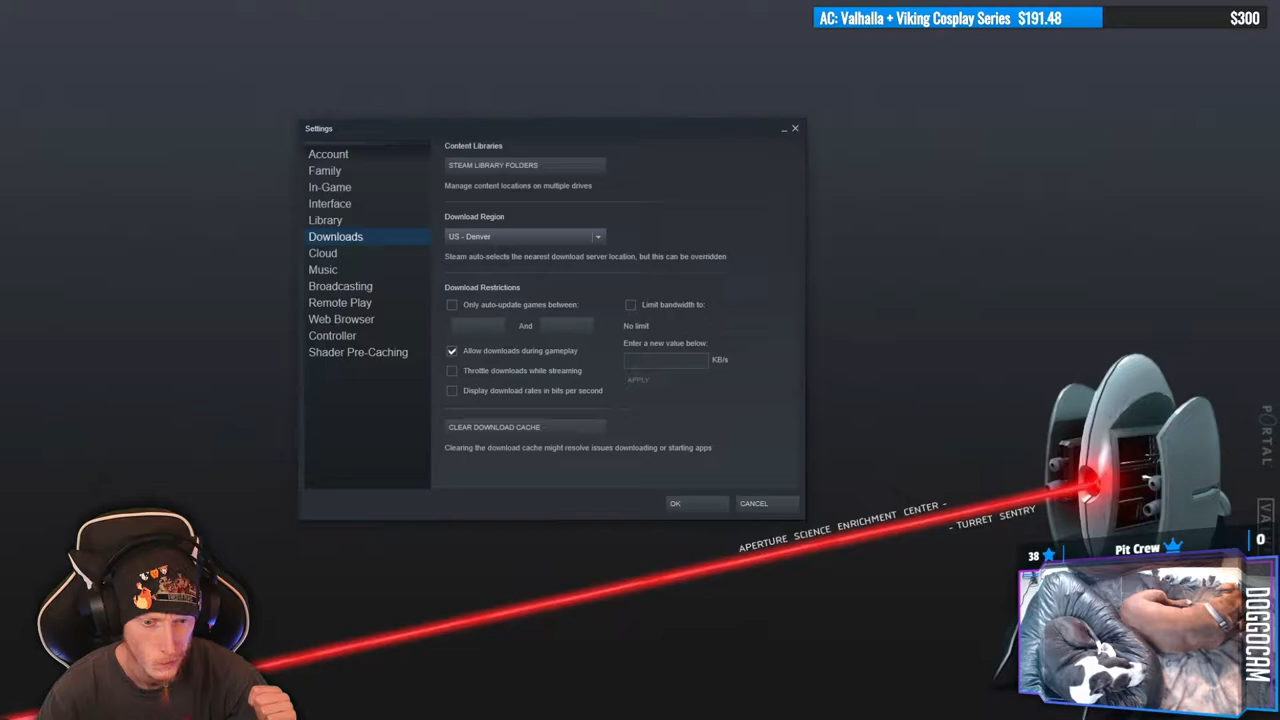 AC: Valhalla + Viking Cosplay Series $191.48 $300
Settings
Account
Family
In-Game
Interface
Library
Downloads
Cloud
Music
Broadcasting
Remote Play
Web Browser
Controller
Shader Pre-Caching
Content Libraries
STEAM LIBRARY FOLDERS
Manage content locations on multiple drives
Download Region
US - Denver
Steam auto-selects the nearest download server location, but this can be overridden
Download Restrictions
Only auto-update games between:
And
Allow downloads during gameplay
Throttle downloads while streaming
Display download rates in bits per second
Limit bandwidth to:
No limit
Enter a new value below:
KB/s
APPLY
CLEAR DOWNLOAD CACHE
Clearing the download cache might resolve issues downloading or starting apps
OK CANCEL
APERTURE SCIENCE ENRICHMENT CENTER -
- TURRET SENTRY
PORTAL
VA
38 Pit Crew 0
DOGGOCAM